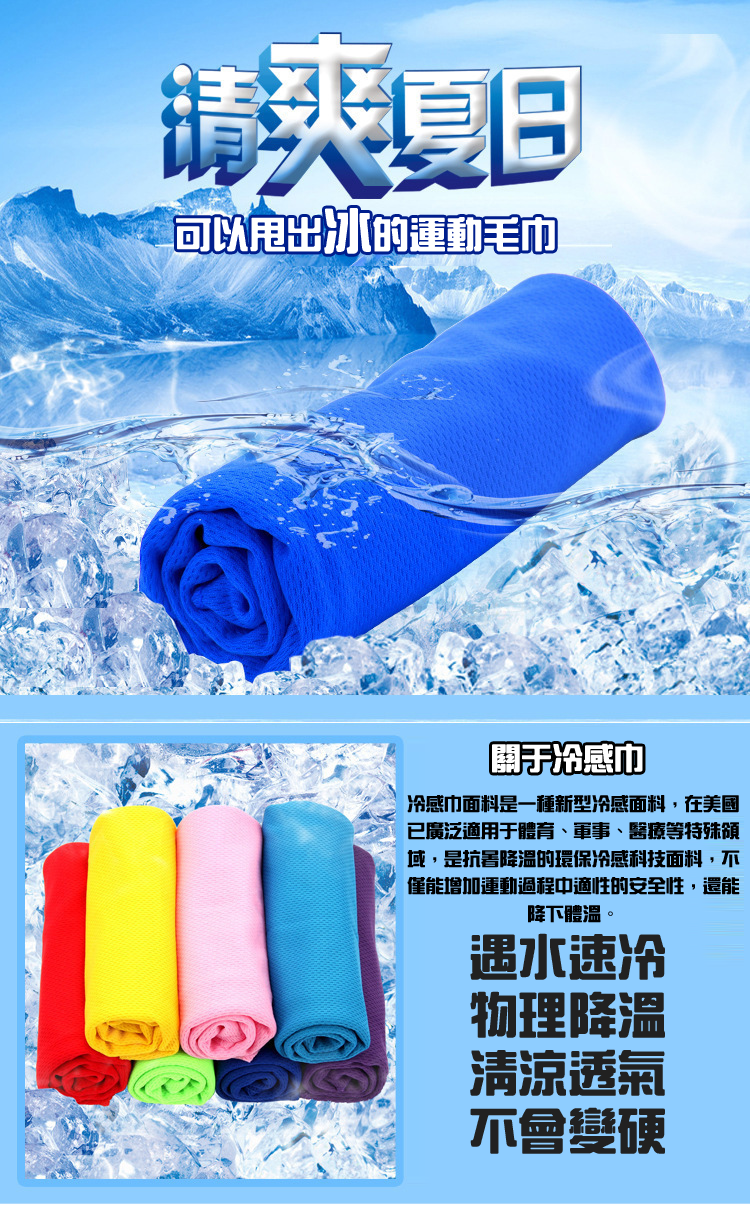 清爽夏日
可以甩出冰的運動毛巾
關于冷感巾
冷感巾面料是一種新型冷感面料，在美國
已廣泛適用于體育、軍事、醫療等特殊領
域，是抗暑降溫的環保冷感科技面料，不
僅能增加運動過程中適性的安全性，還能
降下體溫。
遇水速冷
物理降溫
清涼透氣
不會變硬